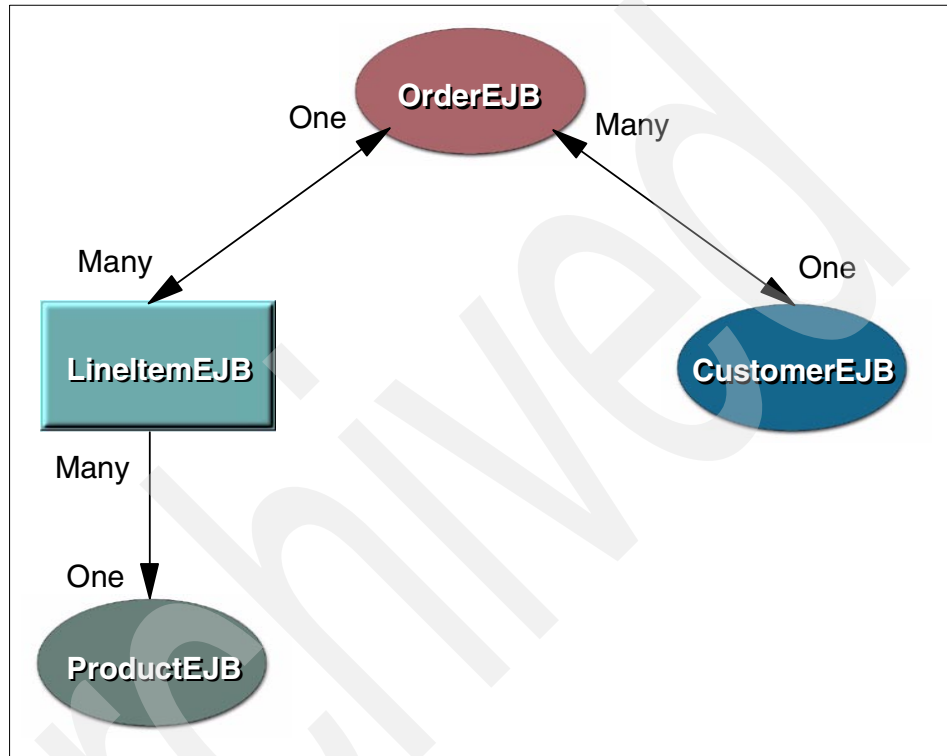 OrderEJB
One
Many
Many
One
LineItemEJB
CustomerEJB
Many
One
ProductEJB